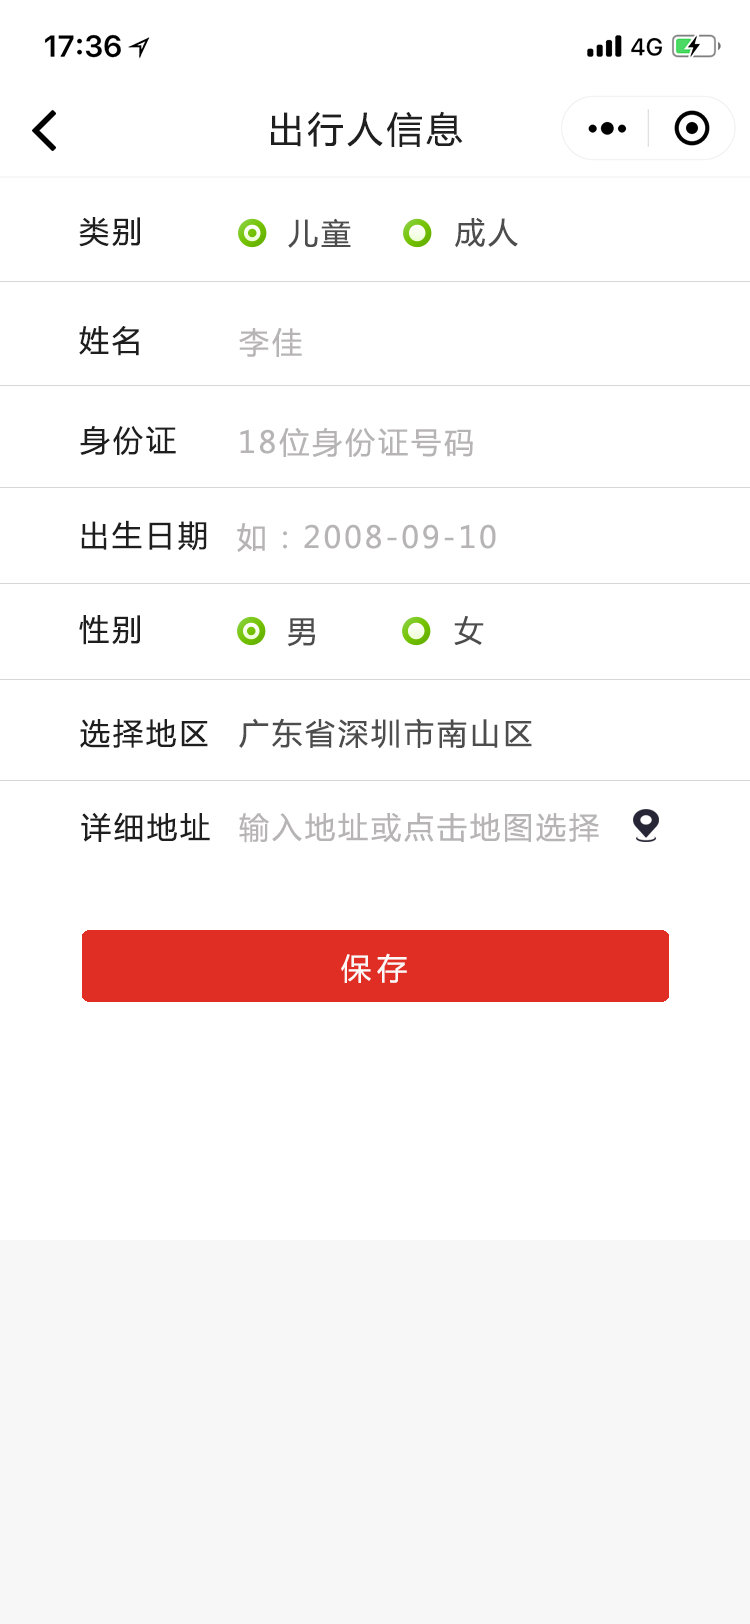 17:36 4G
出行人信息
类别 儿童 成人
姓名 李佳
身份证 18位身份证号码
出生日期 如：2008-09-10
性别 男 女
选择地区 广东省深圳市南山区
详细地址 输入地址或点击地图选择
保存